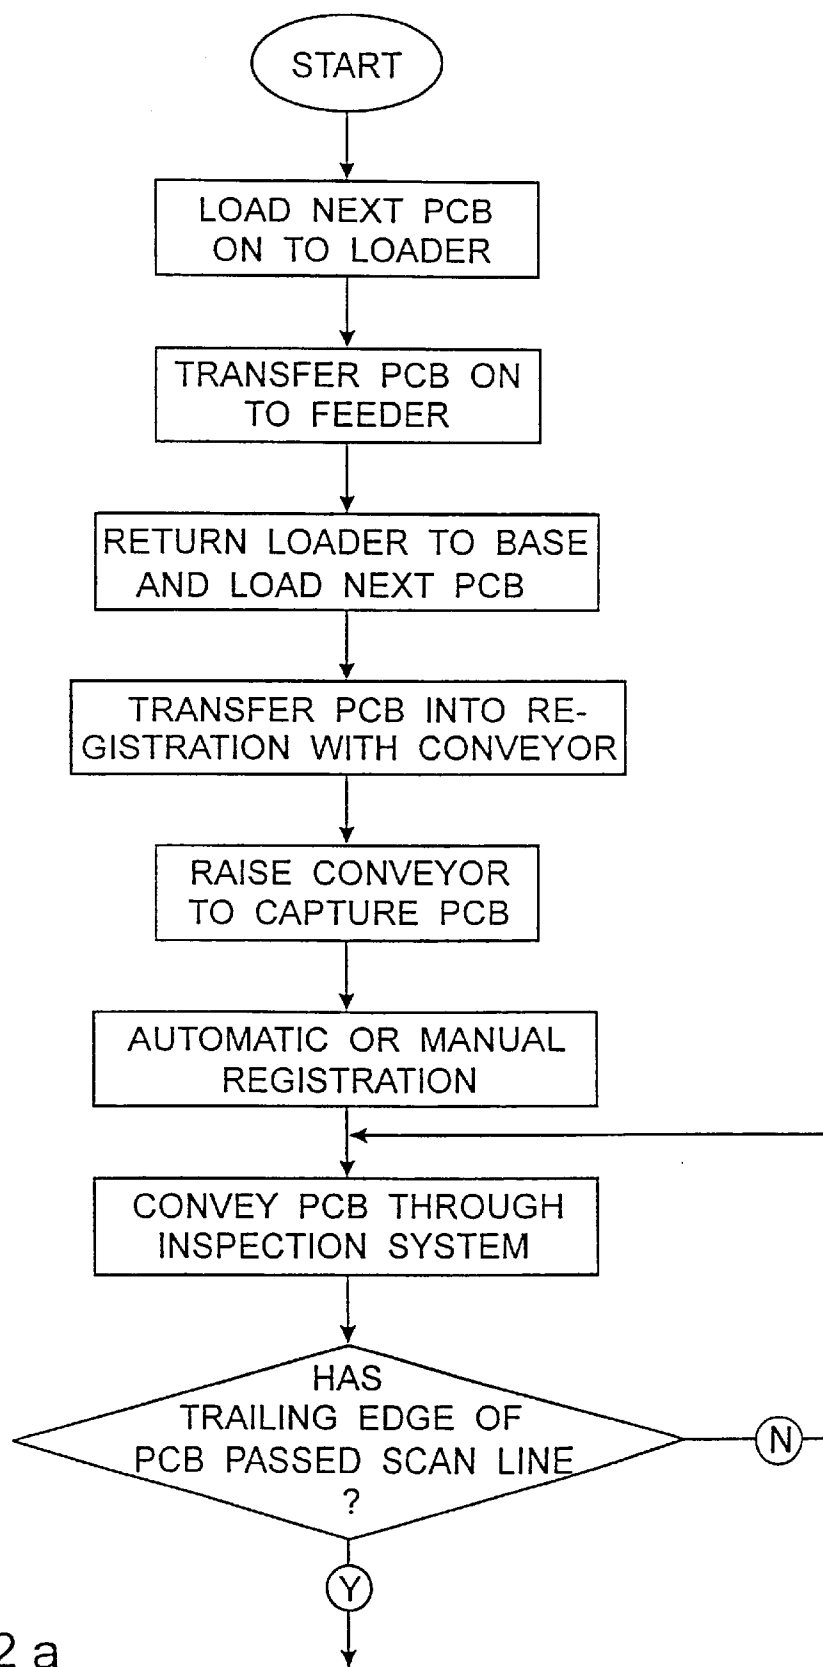 START
LOAD NEXT PCB
ON TO LOADER
TRANSFER PCB ON
TO FEEDER
RETURN LOADER TO BASE
AND LOAD NEXT PCB
TRANSFER PCB INTO RE-
GISTRATION WITH CONVEYOR
RAISE CONVEYOR
TO CAPTURE PCB
AUTOMATIC OR MANUAL
REGISTRATION
CONVEY PCB THROUGH
INSPECTION SYSTEM
HAS
TRAILING EDGE OF
PCB PASSED SCAN LINE
?
N
Y
2 a